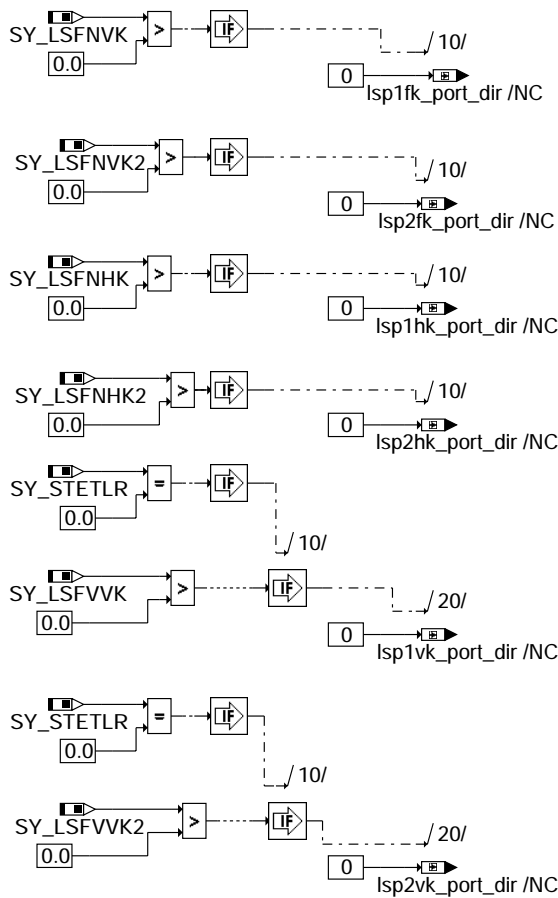 SY_LSFNVK > IF 10/
0.0 0
lsp1fk_port_dir /NC
SY_LSFNVK2 > IF 10/
0.0 0
lsp2fk_port_dir /NC
SY_LSFNHK > IF 10/
0.0 0
lsp1hk_port_dir /NC
SY_LSFNHK2 > IF 10/
0.0 0
lsp2hk_port_dir /NC
SY_STETLR = IF
0.0
10/
SY_LSFVVK > IF 20/
0.0 0
lsp1vk_port_dir /NC
SY_STETLR = IF
0.0
10/
SY_LSFVVK2 > IF 20/
0.0 0
lsp2vk_port_dir /NC